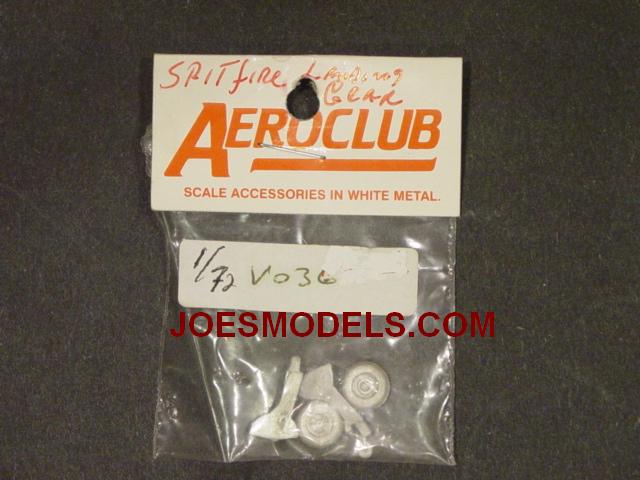 SPITfire Landing
Gear
AEROCLUB
SCALE ACCESSORIES IN WHITE METAL.
1/72 V036
JOESMODELS.COM